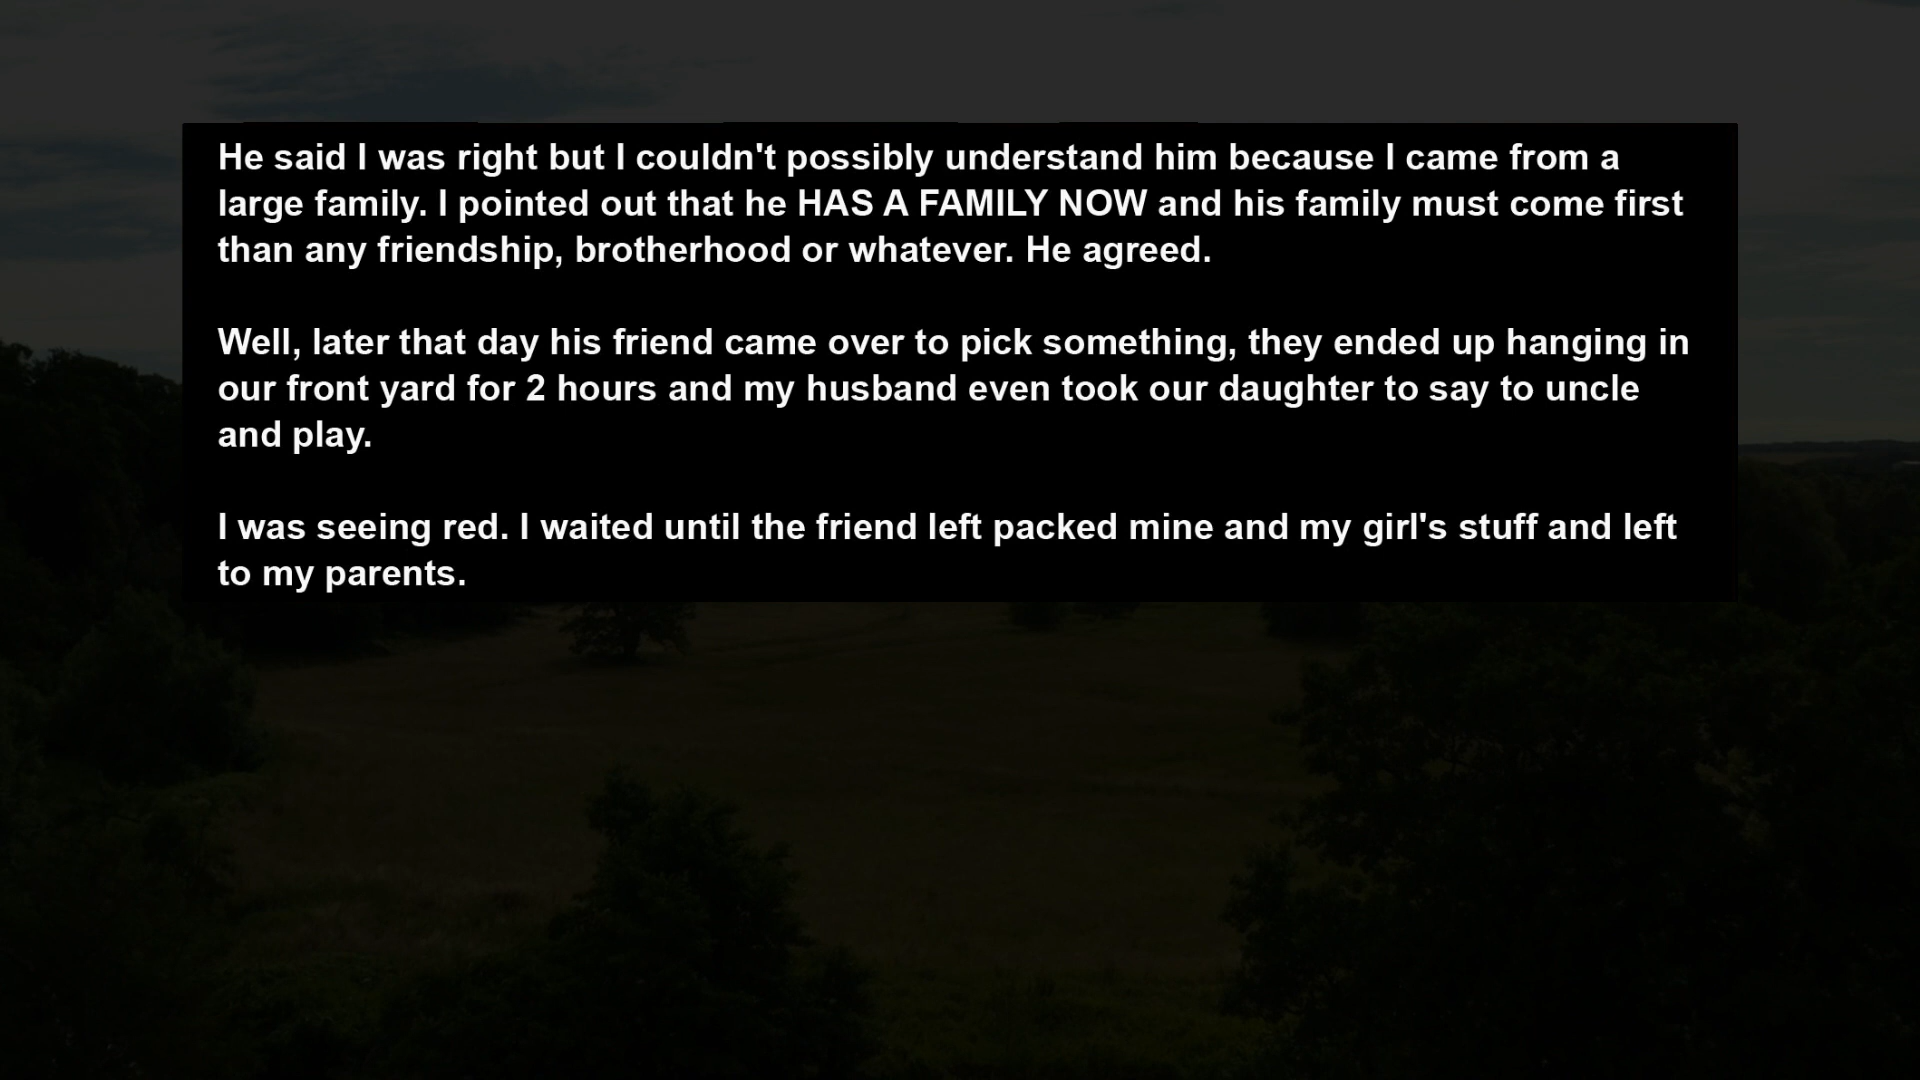 He said I was right but I couldn't possibly understand him because I came from a
large family. I pointed out that he HAS A FAMILY NOW and his family must come first
than any friendship, brotherhood or whatever. He agreed.
Well, later that day his friend came over to pick something, they ended up hanging in
our front yard for 2 hours and my husband even took our daughter to say to uncle
and play.
I was seeing red. I waited until the friend left packed mine and my girl's stuff and left
to my parents.